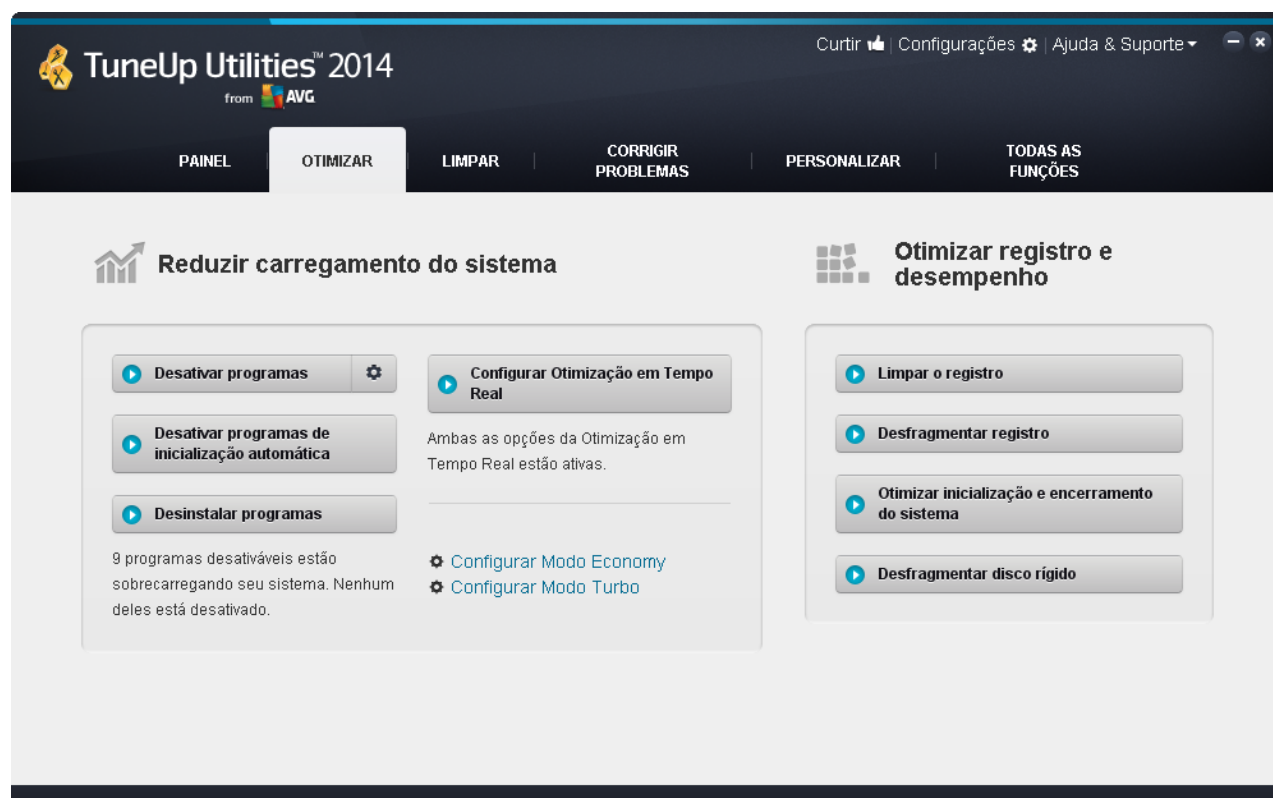 TuneUp Utilities™ 2014
from AVG
Curtir | Configurações | Ajuda & Suporte
PAINEL
OTIMIZAR
LIMPAR
CORRIGIR
PROBLEMAS
PERSONALIZAR
TODAS AS
FUNÇÕES
Reduzir carregamento do sistema
Desativar programas
Desativar programas de
inicialização automática
Desinstalar programas
9 programas desativáveis estão
sobrecarregando seu sistema. Nenhum
deles está desativado.
Configurar Otimização em Tempo
Real
Ambas as opções da Otimização em
Tempo Real estão ativas.
Configurar Modo Economy
Configurar Modo Turbo
Otimizar registro e
desempenho
Limpar o registro
Desfragmentar registro
Otimizar inicialização e encerramento
do sistema
Desfragmentar disco rígido